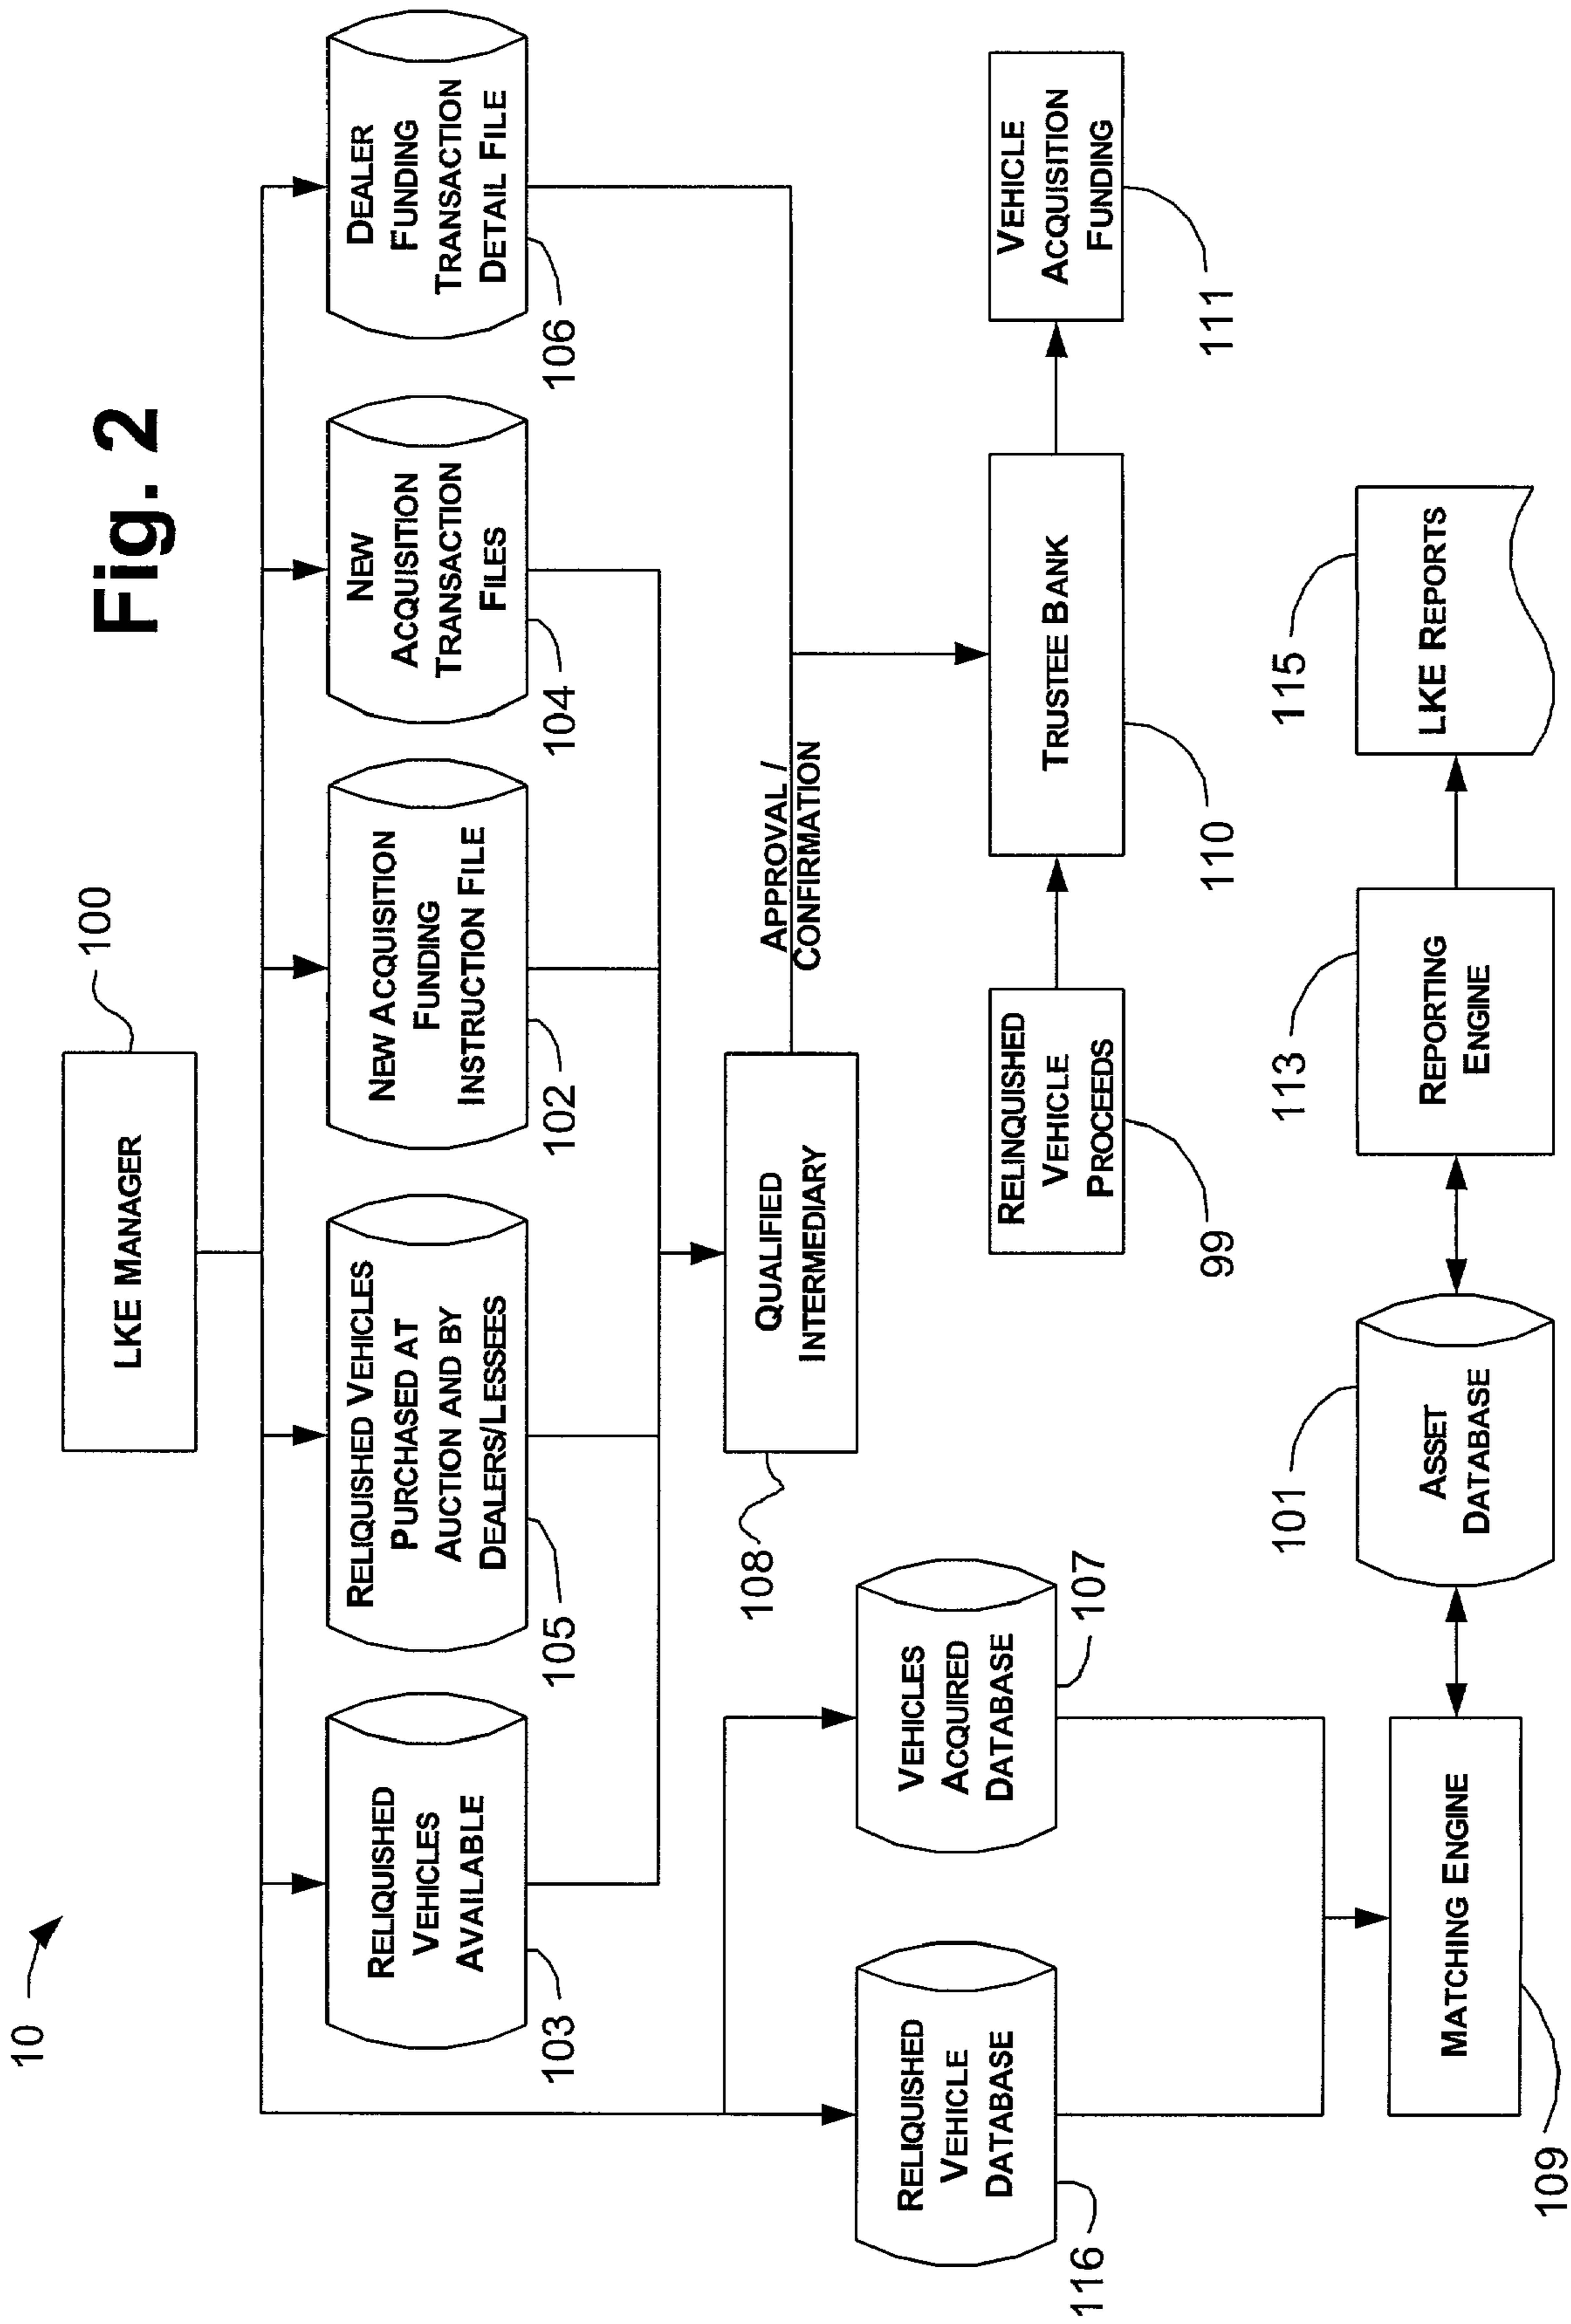 Fig. 2
10
LKE MANAGER
100
RELIQUISHED
VEHICLES
AVAILABLE
103
RELIQUISHED VEHICLES
PURCHASED AT
AUCTION AND BY
DEALERS/LESSEES
105
NEW ACQUISITION
FUNDING
INSTRUCTION FILE
102
NEW
ACQUISITION
TRANSACTION
FILES
104
DEALER
FUNDING
TRANSACTION
DETAIL FILE
106
QUALIFIED
INTERMEDIARY
108
APPROVAL /
CONFIRMATION
RELIQUISHED
VEHICLE
DATABASE
116
VEHICLES
ACQUIRED
DATABASE
107
RELINQUISHED
VEHICLE
PROCEEDS
99
TRUSTEE BANK
110
VEHICLE
ACQUISITION
FUNDING
111
MATCHING ENGINE
109
ASSET
DATABASE
101
REPORTING
ENGINE
113
LKE REPORTS
115